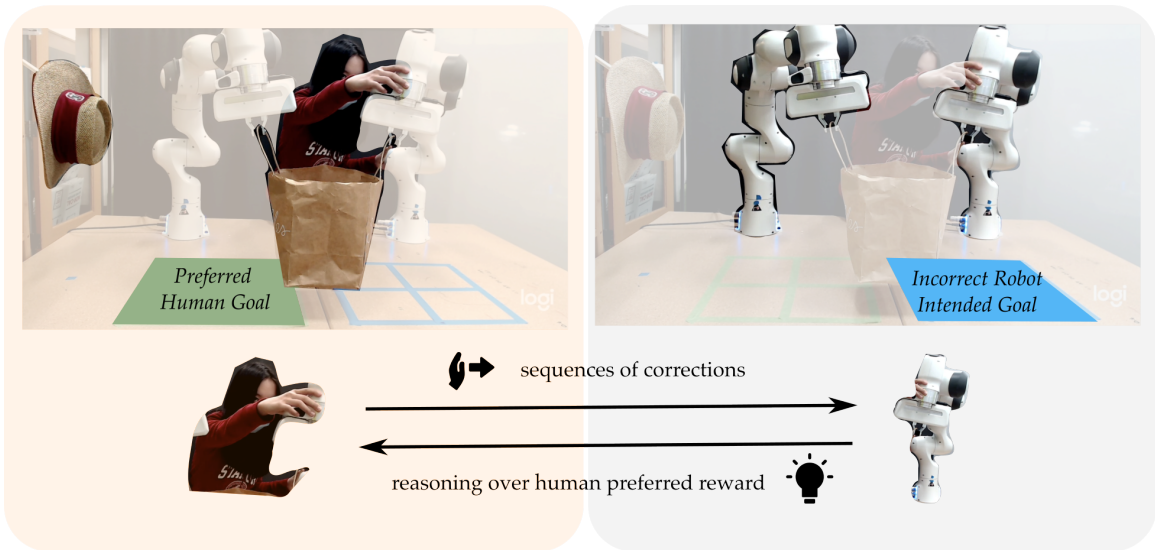 Preferred
Human Goal
logi
Incorrect Robot
Intended Goal
logi
sequences of corrections
reasoning over human preferred reward